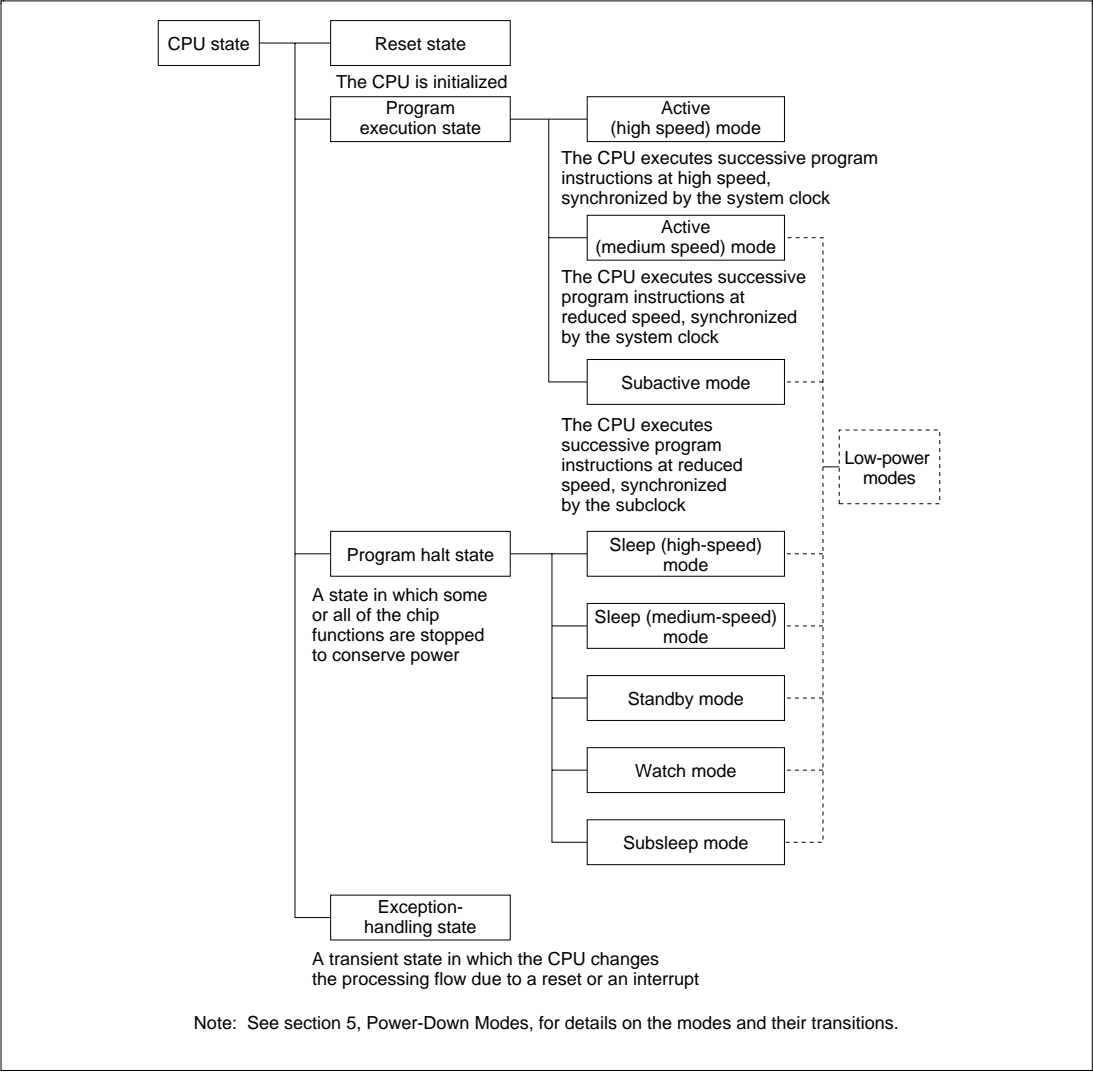 CPU state
Reset state
The CPU is initialized
Program
execution state
Active
(high speed) mode
The CPU executes successive program
instructions at high speed,
synchronized by the system clock
Active
(medium speed) mode
The CPU executes successive
program instructions at
reduced speed, synchronized
by the system clock
Subactive mode
The CPU executes
successive program
instructions at reduced
speed, synchronized
by the subclock
Low-power
modes
Program halt state
A state in which some
or all of the chip
functions are stopped
to conserve power
Sleep (high-speed)
mode
Sleep (medium-speed)
mode
Standby mode
Watch mode
Subsleep mode
Exception-
handling state
A transient state in which the CPU changes
the processing flow due to a reset or an interrupt
Note: See section 5, Power-Down Modes, for details on the modes and their transitions.